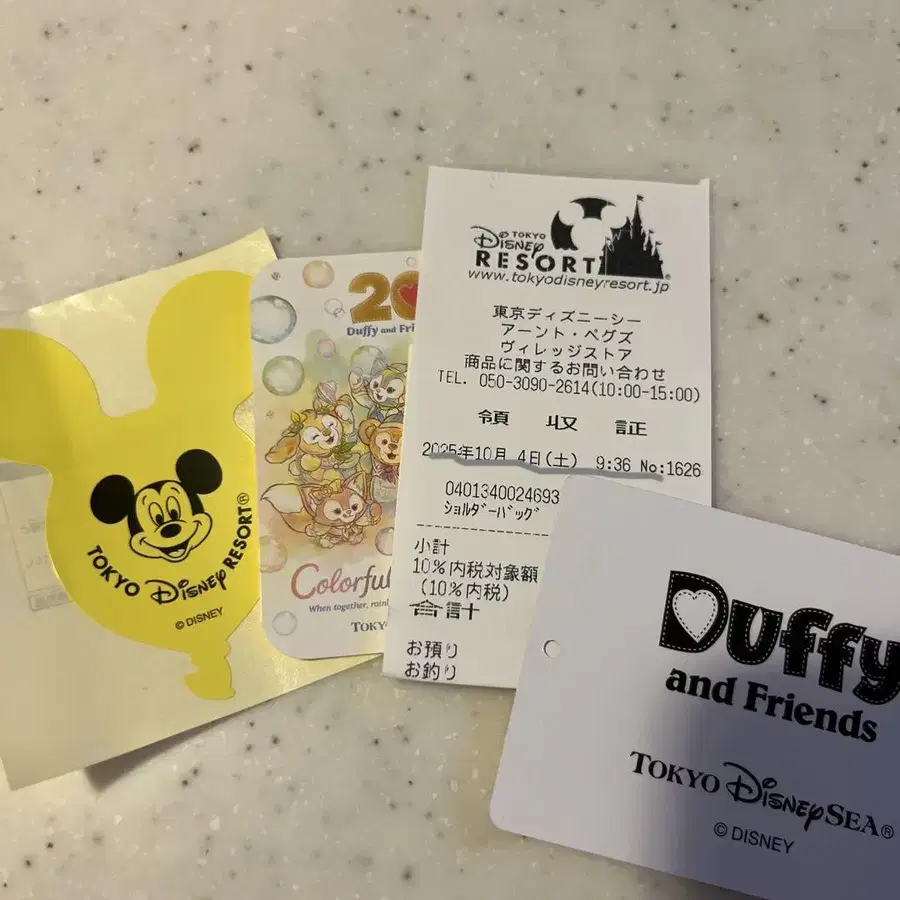 TOKYO Disney RESORT®
© DISNEY
20
Duffy and Fri
Colorful
When together, rain
TOKY
TOKYO
Disney
RESORT
www.tokyodisneyresort.jp
東京ディズニーシー
アーント・ペグズ
ヴィレッジストア
商品に関するお問い合わせ
TEL. 050-3090-2614(10:00-15:00)
領 収 証
2025年10月 4日(土) 9:36 No:1626
0401340024693
ショルダーバッグ
小計
10%内税対象額
(10%内税)
合計
お預り
お釣り
Duffy
and Friends
TOKYO DISNEYSEA®
© DISNEY